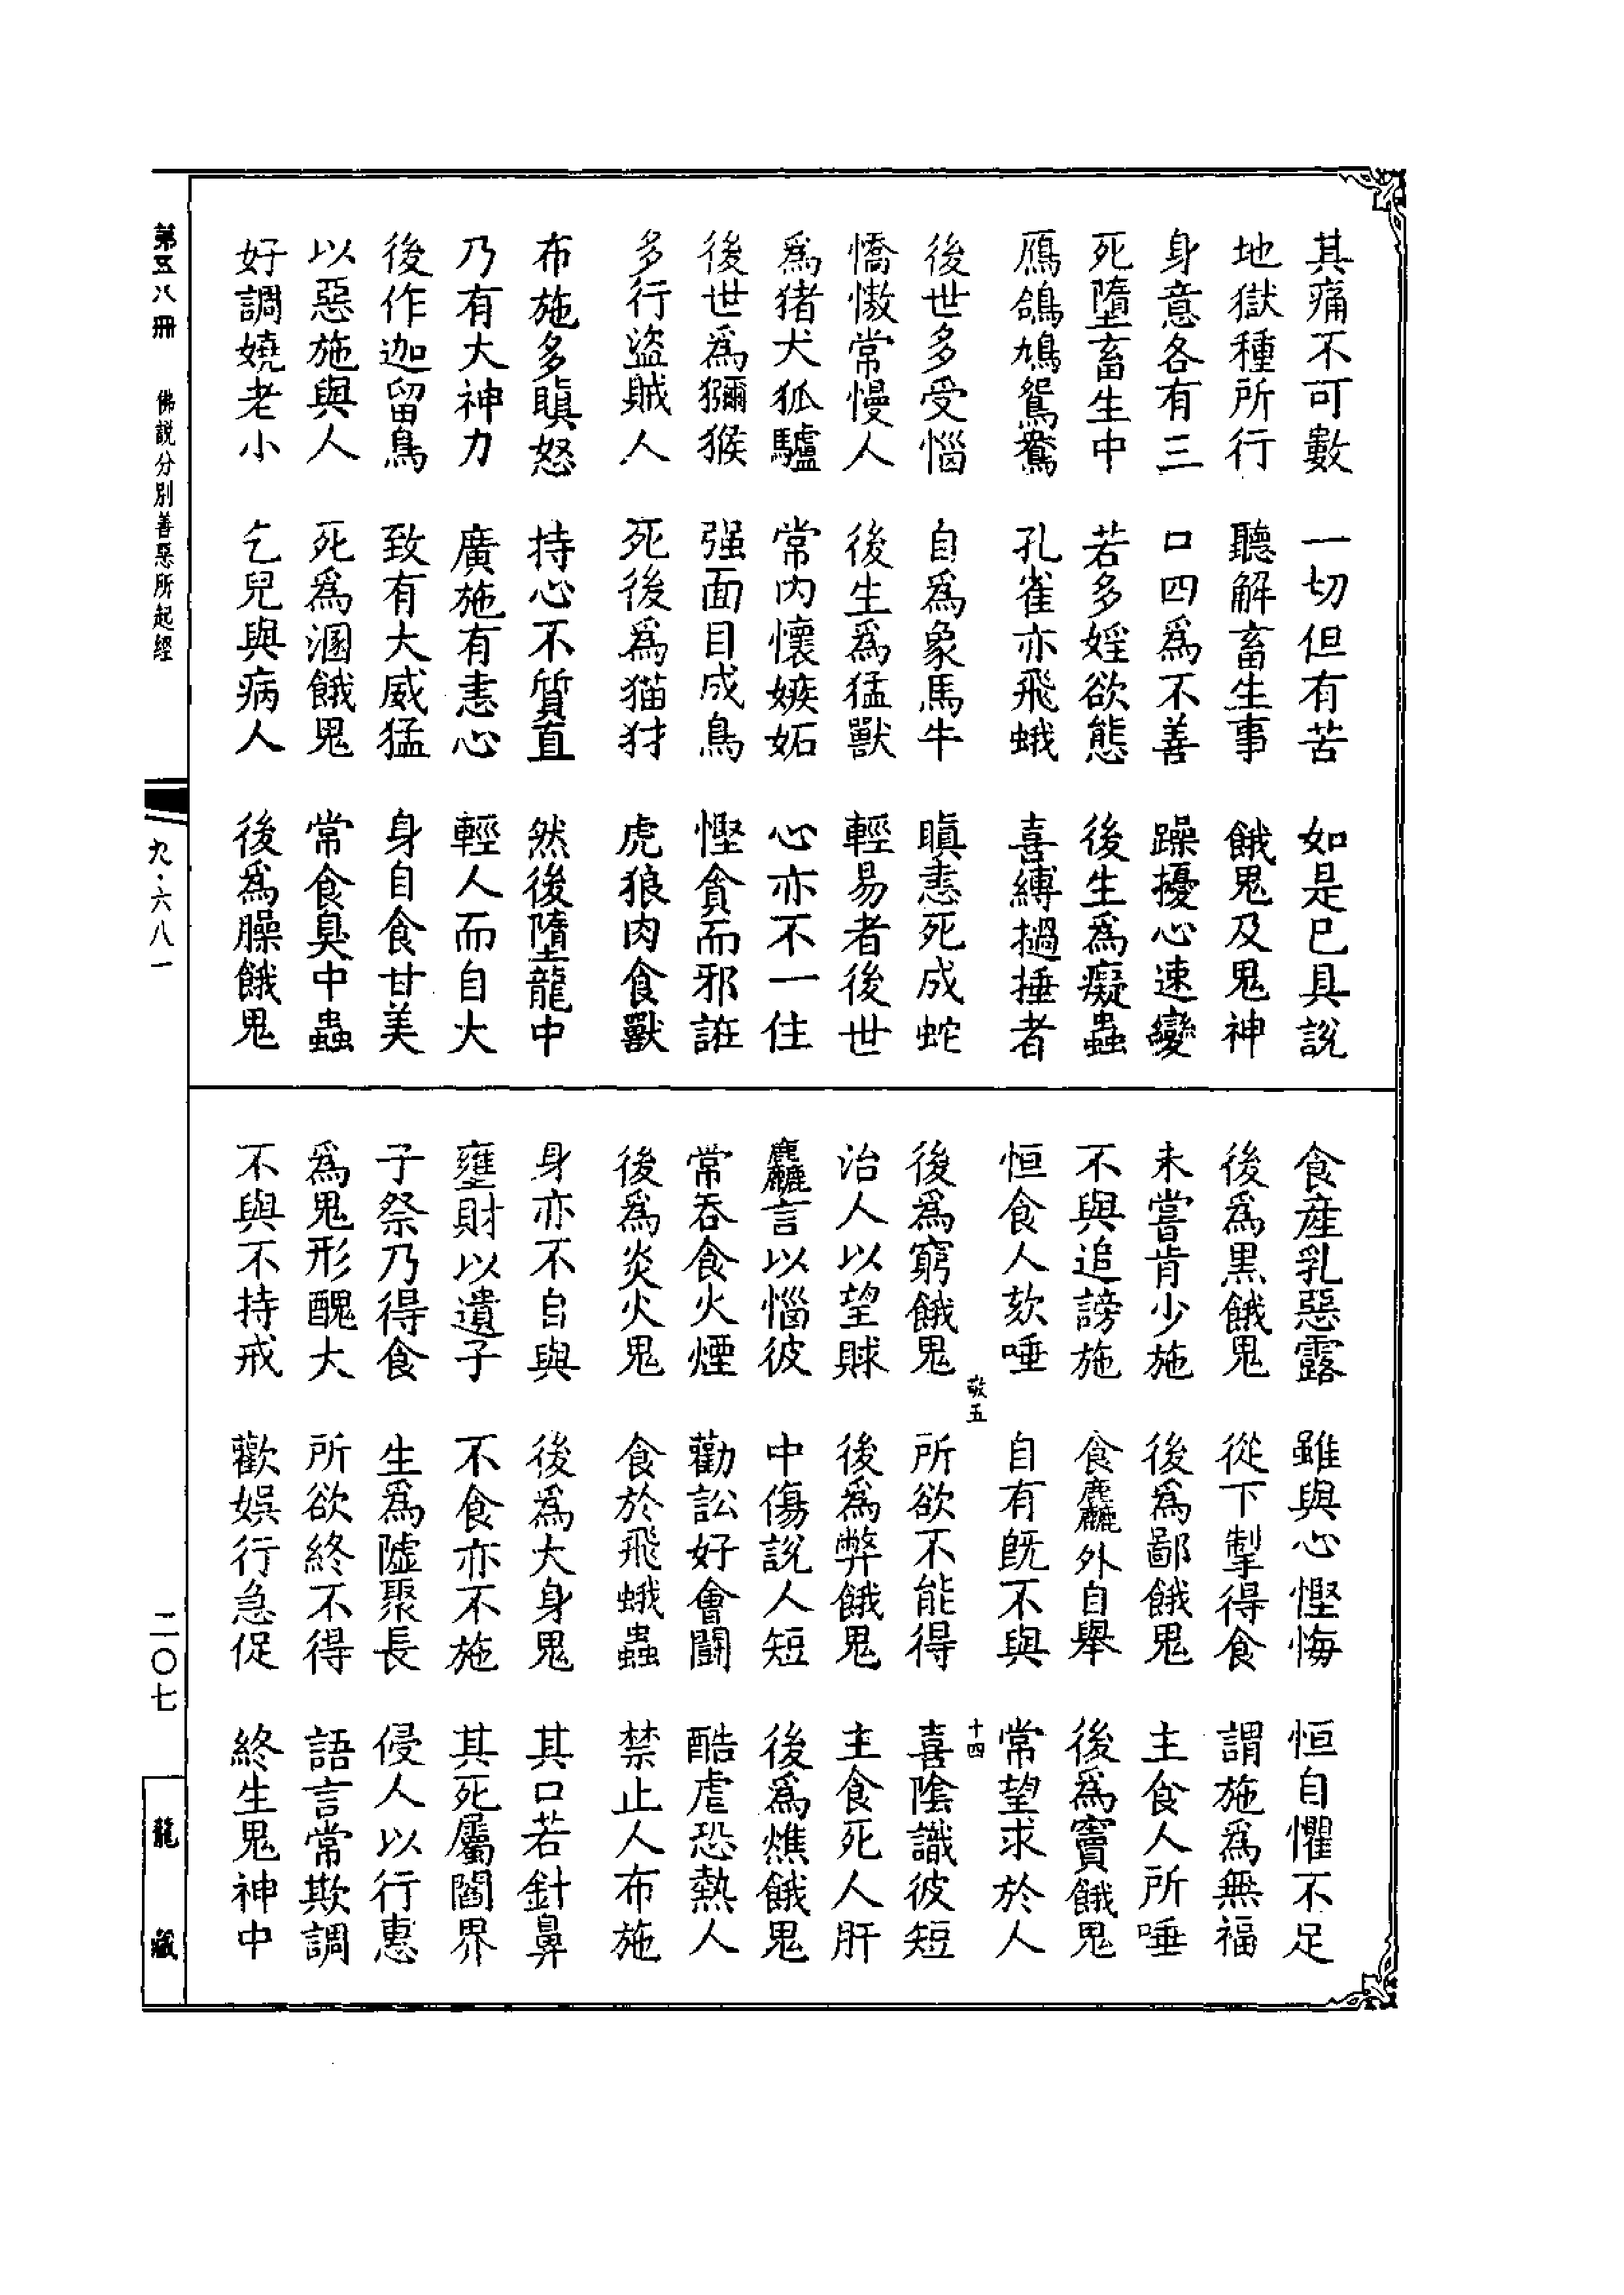 其痛不可數　一切但有苦　如是已具說
地獄種所行　聽解畜生事　餓鬼及鬼神
身意各有三　口四爲不善　躁擾心速變
死墮畜生中　若多婬欲態　後生爲癡蟲
鴈鴿鳩鴛鴦　孔雀亦飛蛾　喜縛撾捶者
後世多受惱　自爲象馬牛　瞋恚死成蛇
憍慠常慢人　後生爲猛獸　輕易者後世
爲猪犬狐驢　常內懷嫉妬　心亦不一住
後世爲獼猴　强面目成鳥　慳貪而邪誑
多行盜賊人　死後爲猫豺　虎狼肉食獸
布施多瞋怒　持心不質直　然後墮龍中
乃有大神力　廣施有恚心　輕人而自大
後作迦留鳥　致有大威猛　身自食甘美
以惡施與人　死爲溷餓鬼　常食臭中蟲
好調嬈老小　乞兒與病人　後爲臊餓鬼
食産乳惡露　雖與心慳悔　恒自懼不足
後爲黑餓鬼　從下掣得食　謂施爲無福
未嘗肯少施　後爲鄙餓鬼　主食人所唾
不與追謗施　食麤外自舉　後爲竇餓鬼
恒食人欬唾　自有旣不與　常望求於人
敬五　十四
後爲窮餓鬼　所欲不能得　喜陰識彼短
治人以望賕　後爲弊餓鬼　主食死人肝
麤言以惱彼　中傷說人短　後爲燋餓鬼
常吞食火煙　勸訟好會鬪　酷虐恐熱人
後爲炎火鬼　食於飛蛾蟲　禁止人布施
身亦不自與　後爲大身鬼　其口若針鼻
壅財以遺子　不食亦不施　其死屬閻界
子祭乃得食　生爲墟聚長　侵人以行惠
爲鬼形醜大　所欲終不得　語言常欺調
不與不持戒　歡娛行急促　終生鬼神中
第五八冊　佛説分別善惡所起經　九·六八一　二〇七　龍藏